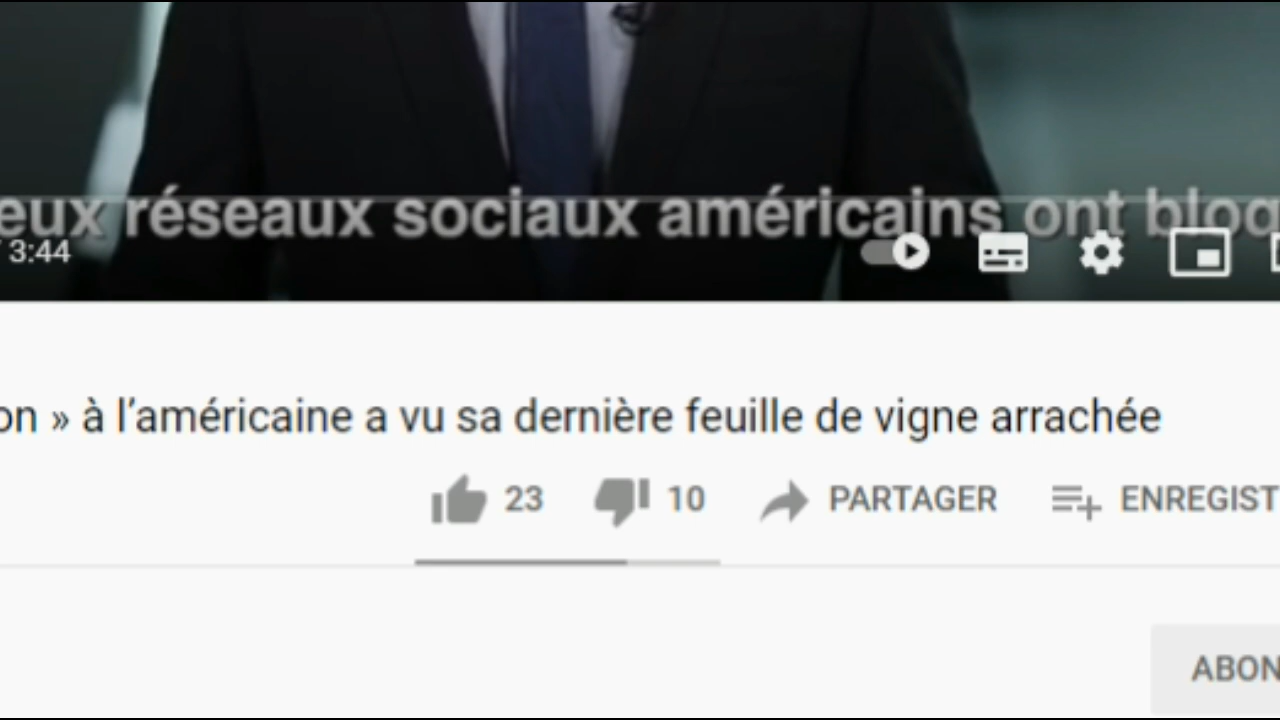 eux réseaux sociaux américains ont bloq
/ 3:44
on » à l’américaine a vu sa dernière feuille de vigne arrachée
23 10 PARTAGER ENREGIST
ABON